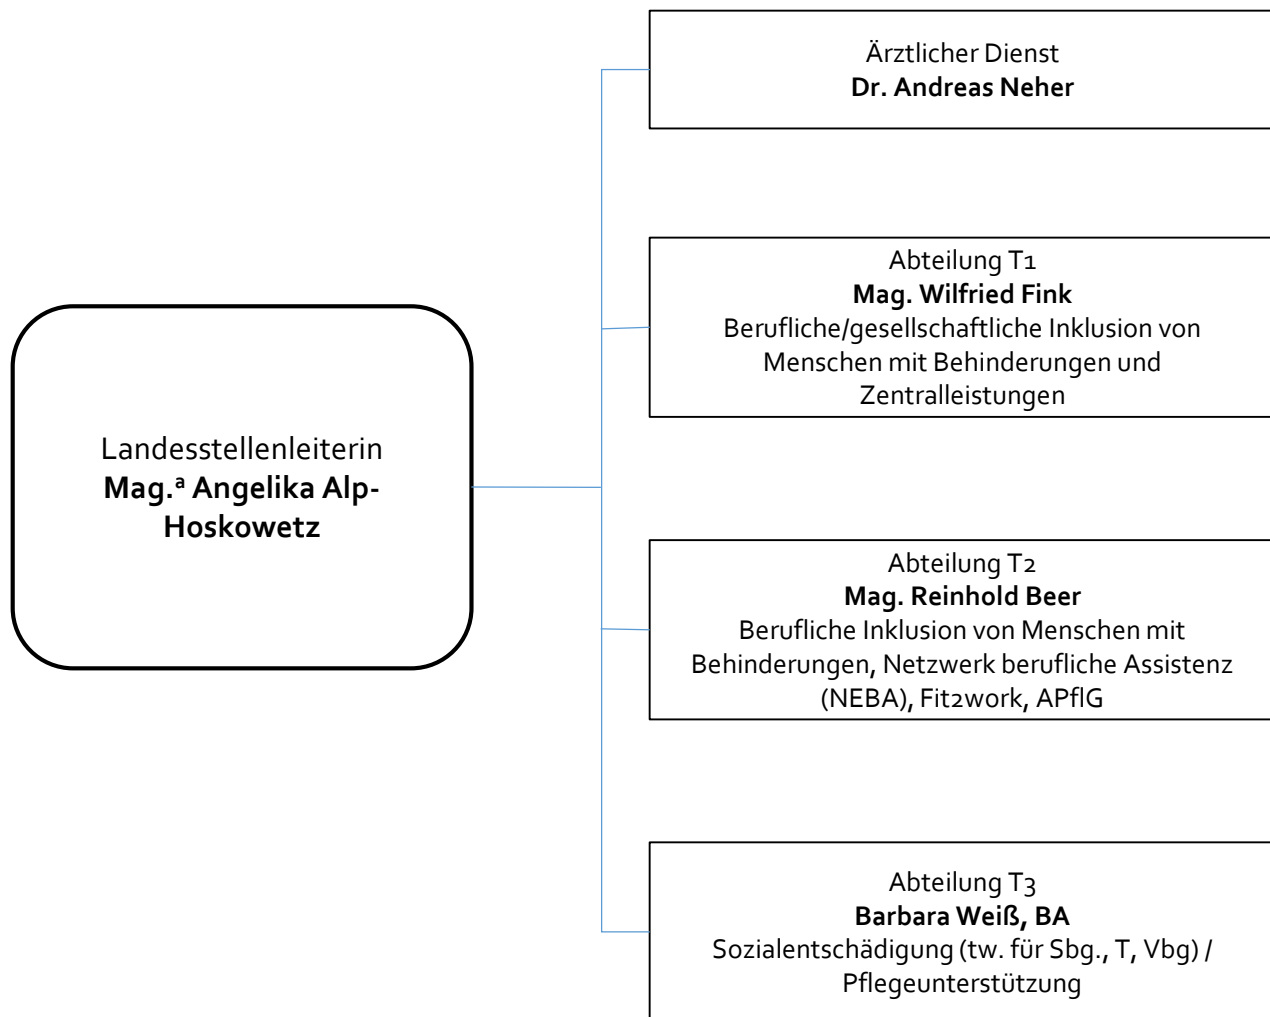 Ärztlicher Dienst
Dr. Andreas Neher
Abteilung T1
Mag. Wilfried Fink
Berufliche/gesellschaftliche Inklusion von
Menschen mit Behinderungen und
Zentralleistungen
Landesstellenleiterin
Mag.ª Angelika Alp-
Hoskowetz
Abteilung T2
Mag. Reinhold Beer
Berufliche Inklusion von Menschen mit
Behinderungen, Netzwerk berufliche Assistenz
(NEBA), Fit2work, APflG
Abteilung T3
Barbara Weiß, BA
Sozialentschädigung (tw. für Sbg., T, Vbg) /
Pflegeunterstützung